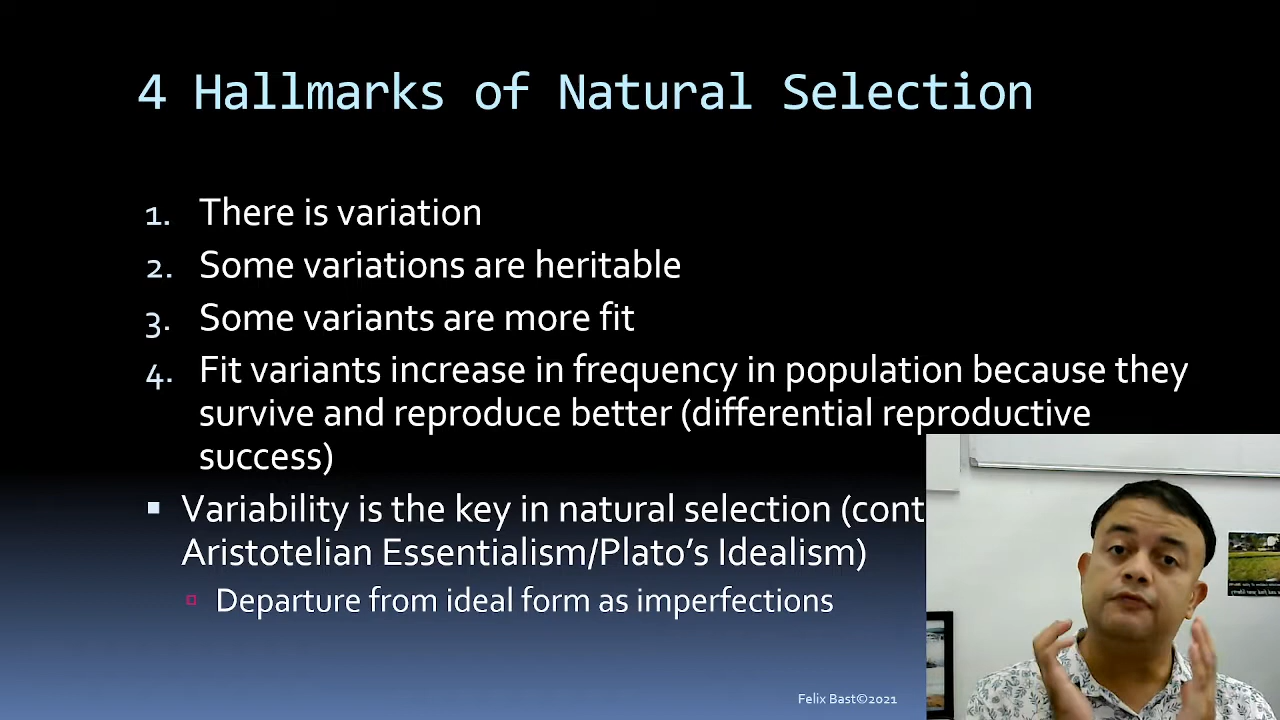 4 Hallmarks of Natural Selection
1. There is variation
2. Some variations are heritable
3. Some variants are more fit
4. Fit variants increase in frequency in population because they
survive and reproduce better (differential reproductive
success)
Variability is the key in natural selection (cont
Aristotelian Essentialism/Plato's Idealism)
Departure from ideal form as imperfections
Felix Bast©2021